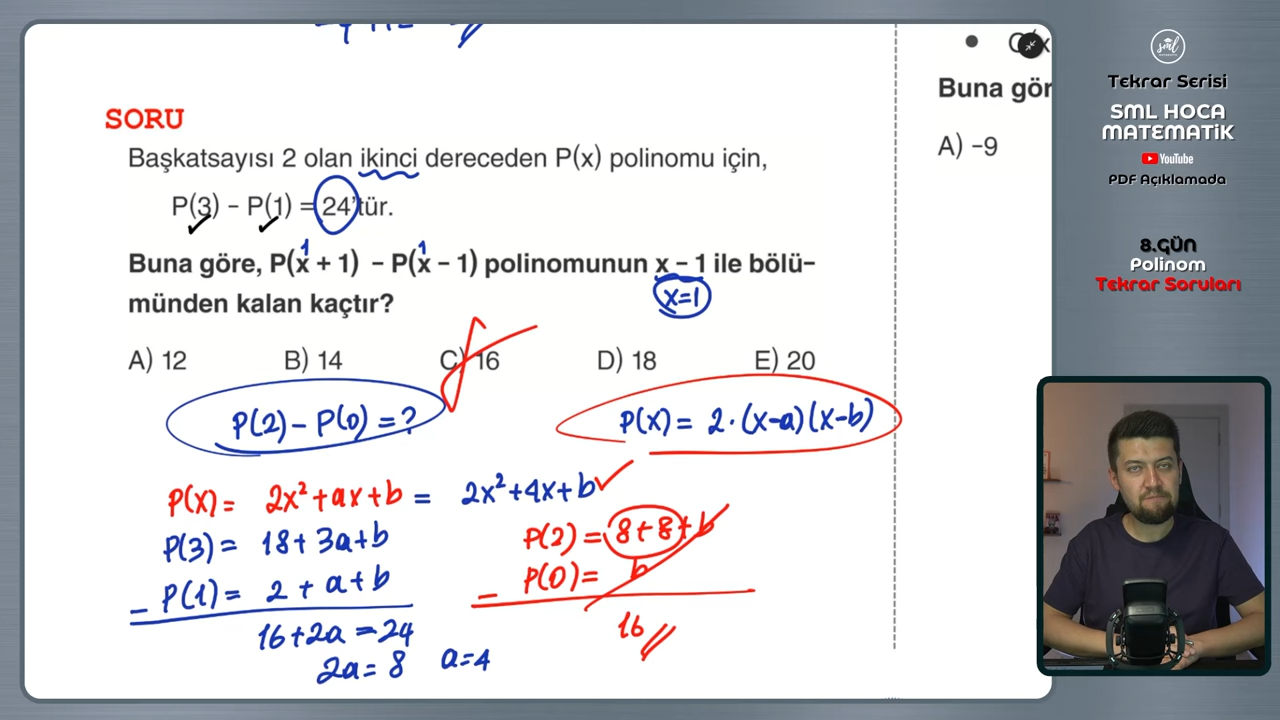 SORU
Başkatsayısı 2 olan ikinci dereceden P(x) polinomu için,
P(3) – P(1) = 24'tür.
1 1
Buna göre, P(x + 1) – P(x – 1) polinomunun x – 1 ile bölü-
x=1
münden kalan kaçtır?
A) 12 B) 14 C) 16 D) 18 E) 20
P(2) – P(0) = ?
P(x) = 2·(x-a)(x-b)
P(x) = 2x² + ax + b = 2x² + 4x + b
P(3) = 18 + 3a + b
P(1) = 2 + a + b
16 + 2a = 24
2a = 8 a=4
P(2) = 8 + 8 + b
P(0) = b
16
Buna gör
A) –9
sml
Tekrar Serisi
SML HOCA
MATEMATİK
YouTube
PDF Açıklamada
8.GÜN
Polinom
Tekrar Soruları